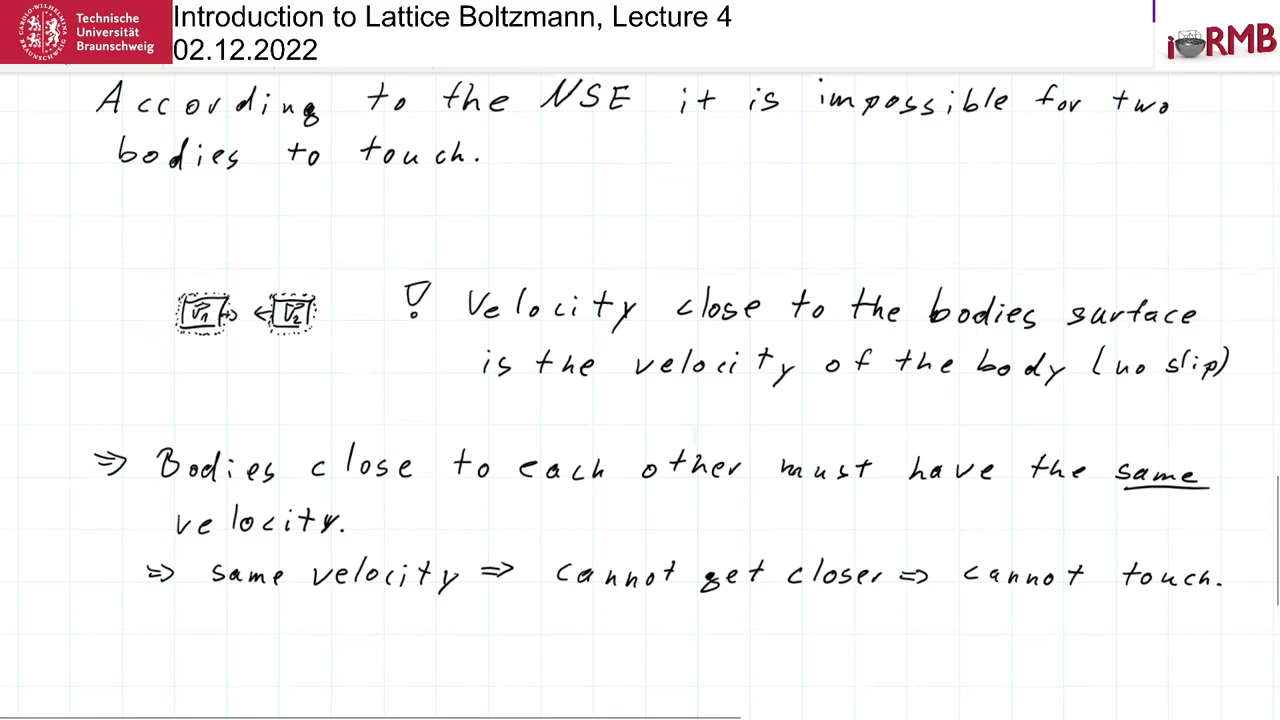 Technische
Universität
Braunschweig
Introduction to Lattice Boltzmann, Lecture 4
02.12.2022
iRMB
According to the NSE it is impossible for two
bodies to touch.
v1 v2
! Velocity close to the bodies surface
is the velocity of the body (no slip)
⇒ Bodies close to each other must have the same
velocity.
⇒ same velocity ⇒ cannot get closer ⇒ cannot touch.